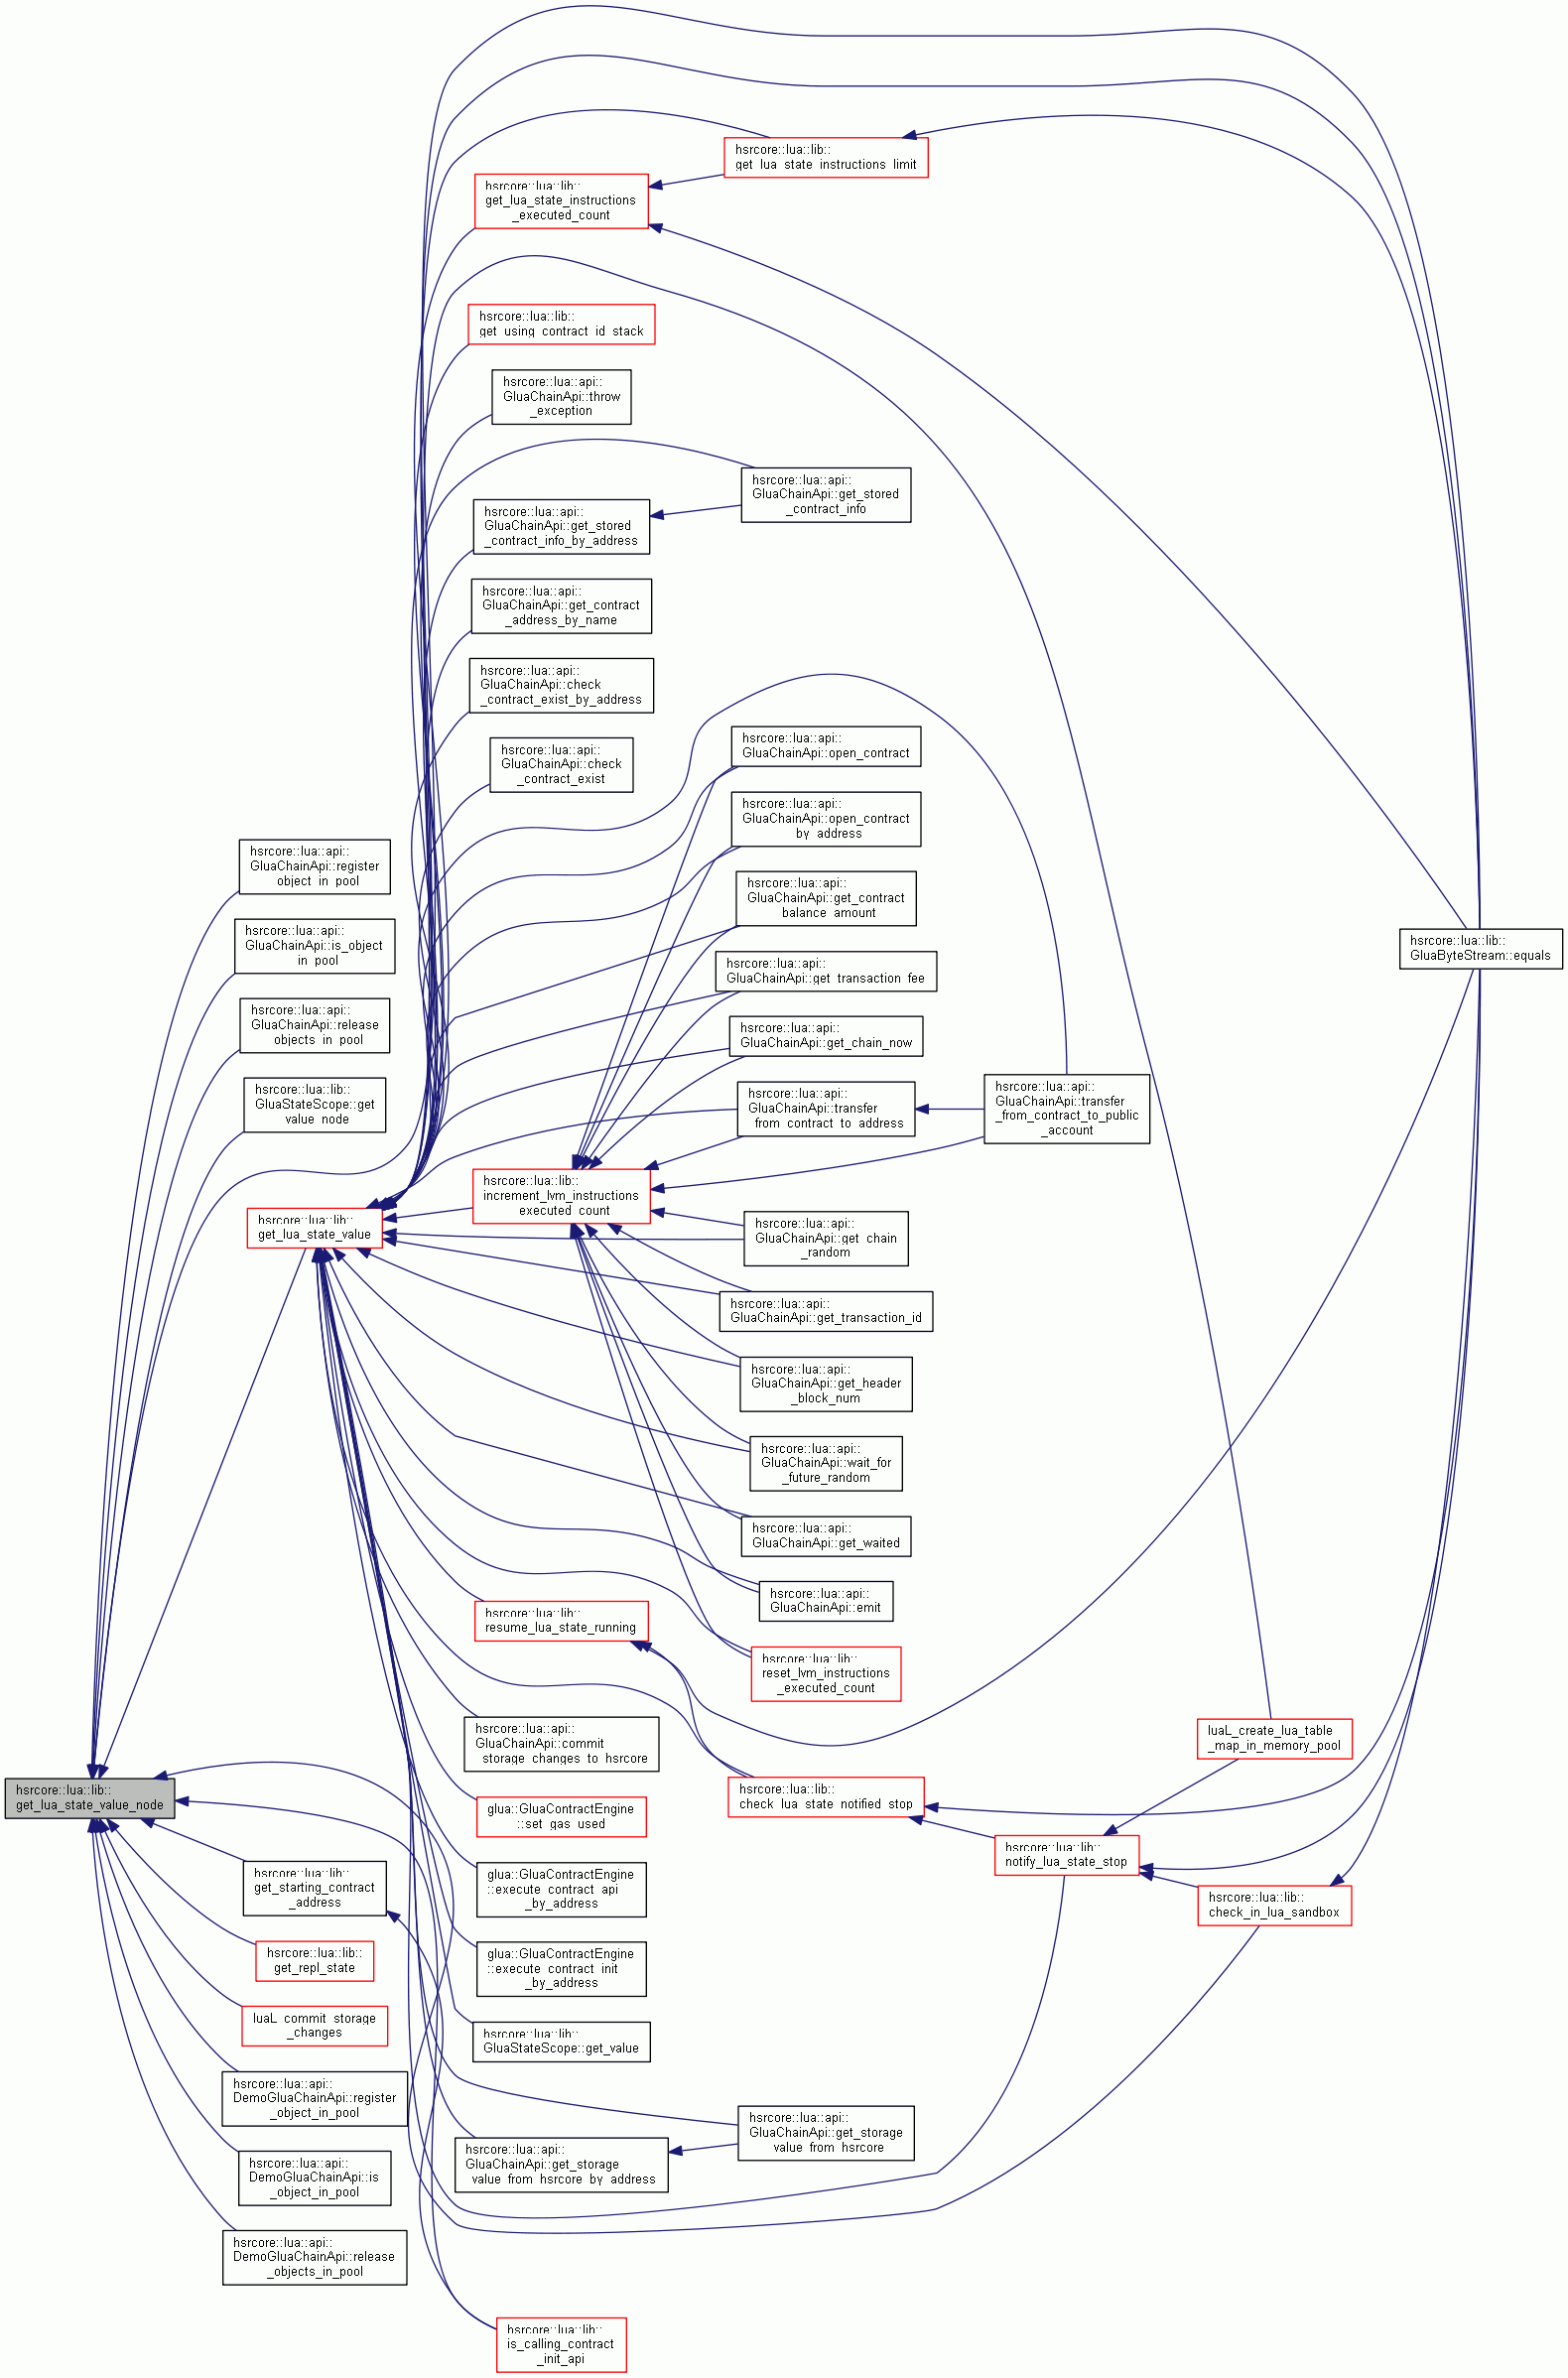 hsrcore::lua::lib::
get_lua_state_instructions_limit
hsrcore::lua::lib::
get_lua_state_instructions
_executed_count
hsrcore::lua::lib::
get_using_contract_id_stack
hsrcore::lua::api::
GluaChainApi::throw
_exception
hsrcore::lua::api::
GluaChainApi::get_stored
_contract_info
hsrcore::lua::api::
GluaChainApi::get_stored
_contract_info_by_address
hsrcore::lua::api::
GluaChainApi::get_contract
_address_by_name
hsrcore::lua::api::
GluaChainApi::check
_contract_exist_by_address
hsrcore::lua::api::
GluaChainApi::check
_contract_exist
hsrcore::lua::api::
GluaChainApi::open_contract
hsrcore::lua::api::
GluaChainApi::open_contract
_by_address
hsrcore::lua::api::
GluaChainApi::register
_object_in_pool
hsrcore::lua::api::
GluaChainApi::get_contract
_balance_amount
hsrcore::lua::api::
GluaChainApi::is_object
_in_pool
hsrcore::lua::lib::
GluaByteStream::equals
hsrcore::lua::api::
GluaChainApi::get_transaction_fee
hsrcore::lua::api::
GluaChainApi::release
_objects_in_pool
hsrcore::lua::api::
GluaChainApi::get_chain_now
hsrcore::lua::lib::
GluaStateScope::get
_value_node
hsrcore::lua::api::
GluaChainApi::transfer
_from_contract_to_address
hsrcore::lua::api::
GluaChainApi::transfer
_from_contract_to_public
_account
hsrcore::lua::lib::
increment_lvm_instructions
_executed_count
hsrcore::lua::lib::
get_lua_state_value
hsrcore::lua::api::
GluaChainApi::get_chain
_random
hsrcore::lua::api::
GluaChainApi::get_transaction_id
hsrcore::lua::api::
GluaChainApi::get_header
_block_num
hsrcore::lua::api::
GluaChainApi::wait_for
_future_random
hsrcore::lua::api::
GluaChainApi::get_waited
hsrcore::lua::api::
GluaChainApi::emit
hsrcore::lua::lib::
resume_lua_state_running
hsrcore::lua::lib::
reset_lvm_instructions
_executed_count
hsrcore::lua::api::
GluaChainApi::commit
_storage_changes_to_hsrcore
luaL_create_lua_table
_map_in_memory_pool
hsrcore::lua::lib::
get_lua_state_value_node
hsrcore::lua::lib::
check_lua_state_notified_stop
glua::GluaContractEngine
::set_gas_used
hsrcore::lua::lib::
notify_lua_state_stop
hsrcore::lua::lib::
get_starting_contract
_address
glua::GluaContractEngine
::execute_contract_api
_by_address
hsrcore::lua::lib::
check_in_lua_sandbox
hsrcore::lua::lib::
get_repl_state
glua::GluaContractEngine
::execute_contract_init
_by_address
luaL_commit_storage
_changes
hsrcore::lua::lib::
GluaStateScope::get_value
hsrcore::lua::api::
DemoGluaChainApi::register
_object_in_pool
hsrcore::lua::api::
GluaChainApi::get_storage
_value_from_hsrcore
hsrcore::lua::api::
GluaChainApi::get_storage
_value_from_hsrcore_by_address
hsrcore::lua::api::
DemoGluaChainApi::is
_object_in_pool
hsrcore::lua::api::
DemoGluaChainApi::release
_objects_in_pool
hsrcore::lua::lib::
is_calling_contract
_init_api